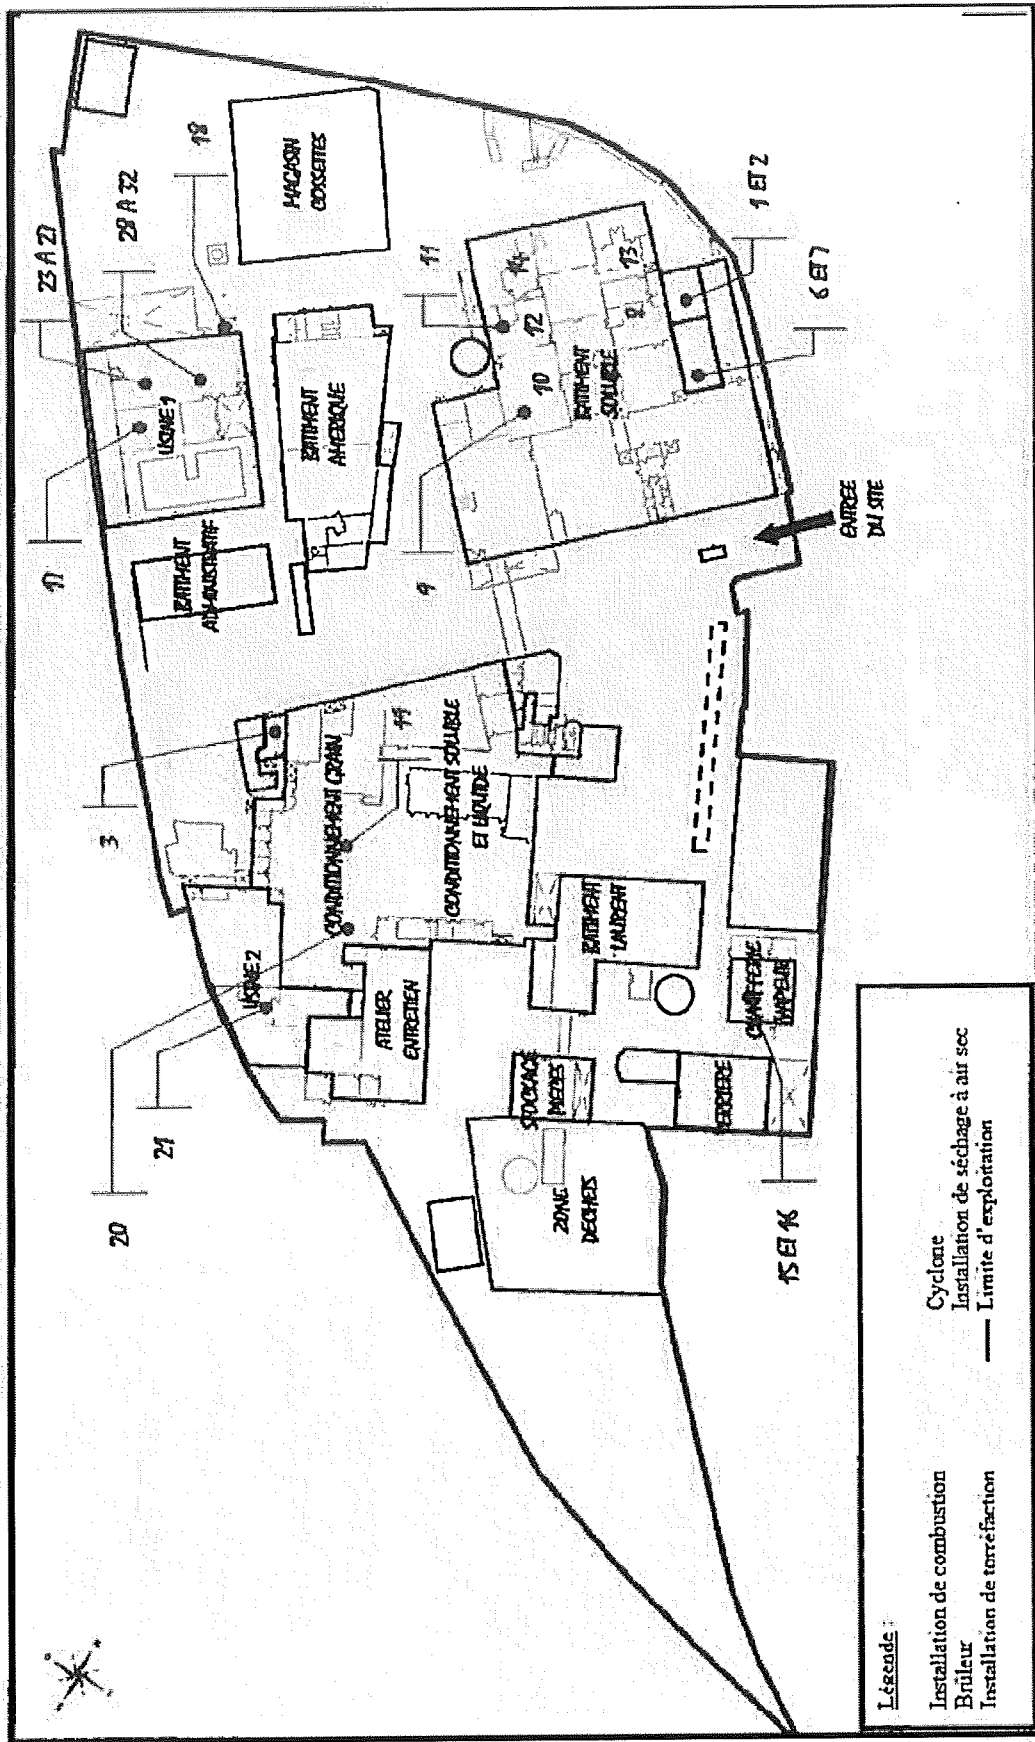 23 A 27
28 A 32
18
17
USINE 1
MAGASIN
COSSETTES
BATIMENT
ADMINISTRATIF
BATIMENT
AMERIQUE
11
14
12
10
13
8
9
BATIMENT
SOLUBLE
1 ET 2
6 ET 7
ENTREE
DU SITE
3
CONDITIONNEMENT GRAIN
CONDITIONNEMENT SOLUBLE
ET LIQUIDE
USINE 2
20
21
ATELIER
ENTRETIEN
BATIMENT
LAURENT
CHAUFFERIE
VAPEUR
STOCKAGE
VERRIERE
ZONE
DECHETS
15 ET 16
Légende :
Installation de combustion
Brûleur
Installation de torréfaction
Cyclone
Installation de séchage à air sec
Limite d'exploitation